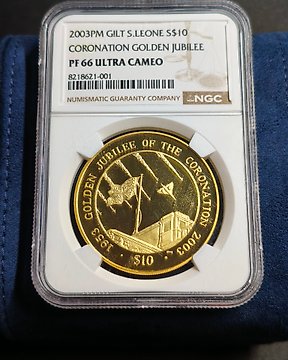 2003PM GILT S.LEONE S$10
CORONATION GOLDEN JUBILEE
PF 66 ULTRA CAMEO
8218621-001
NUMISMATIC GUARANTY COMPANY
NGC
1953 GOLDEN JUBILEE OF THE CORONATION 2003
• $10 •